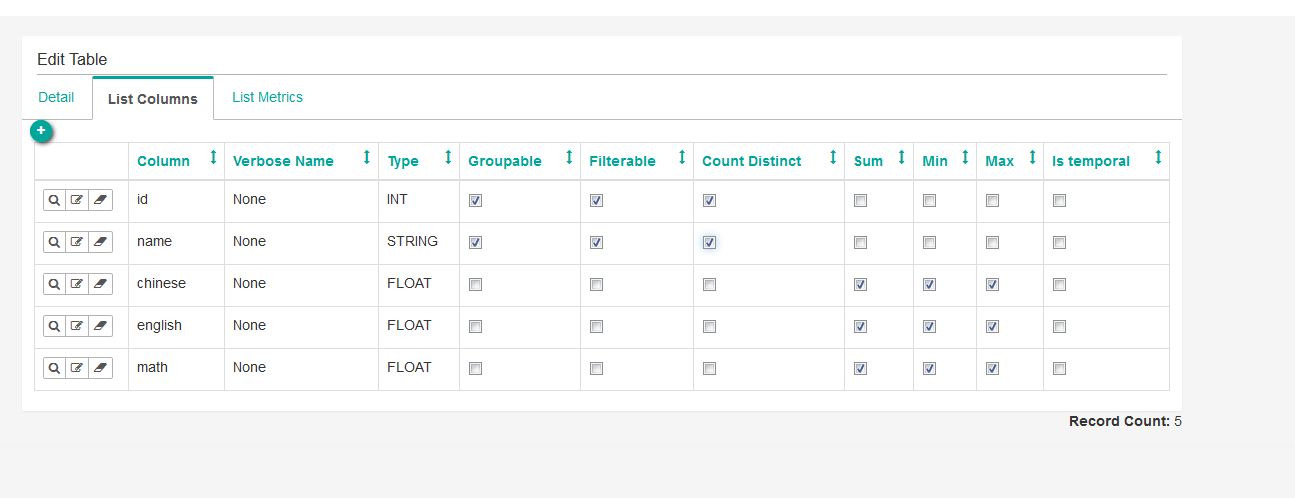 Edit Table
Detail List Columns List Metrics
+
Column Verbose Name Type Groupable Filterable Count Distinct Sum Min Max Is temporal
id None INT
name None STRING
chinese None FLOAT
english None FLOAT
math None FLOAT
Record Count: 5